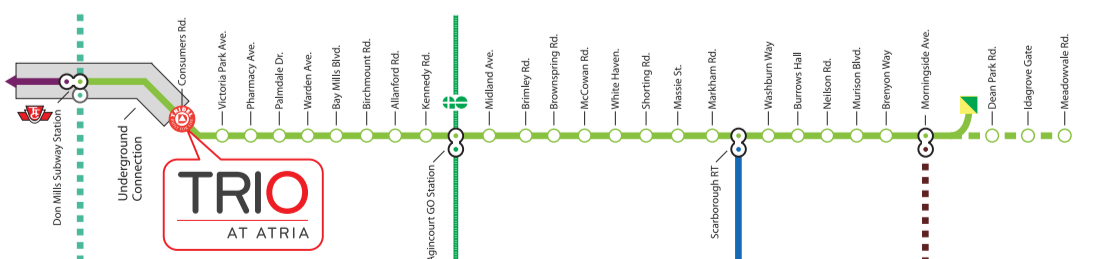 Don Mills Subway Station
Underground
Connection
Consumers Rd.
TRIO
AT ATRIA
Victoria Park Ave.
Pharmacy Ave.
Palmdale Dr.
Warden Ave.
Bay Mills Blvd.
Birchmount Rd.
Allanford Rd.
Kennedy Rd.
Agincourt GO Station
Midland Ave.
Brimley Rd.
Brownspring Rd.
McCowan Rd.
White Haven.
Shorting Rd.
Massie St.
Markham Rd.
Scarborough RT
Washburn Way
Burrows Hall
Neilson Rd.
Murison Blvd.
Brenyon Way
Morningside Ave.
Dean Park Rd.
Idagrove Gate
Meadowvale Rd.